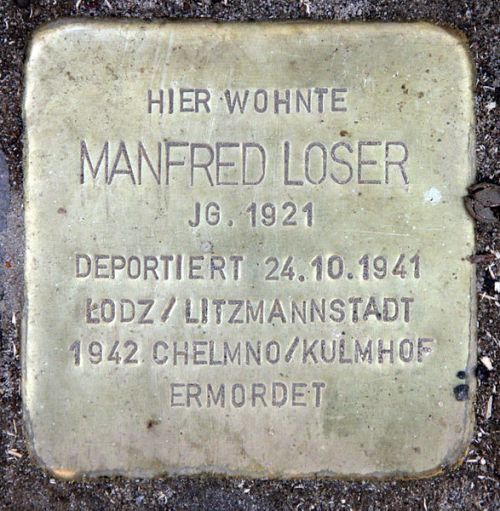 HIER WOHNTE
MANFRED LOSER
JG. 1921
DEPORTIERT 24.10.1941
ŁODZ/LITZMANNSTADT
1942 CHELMNO/KULMHOF
ERMORDET